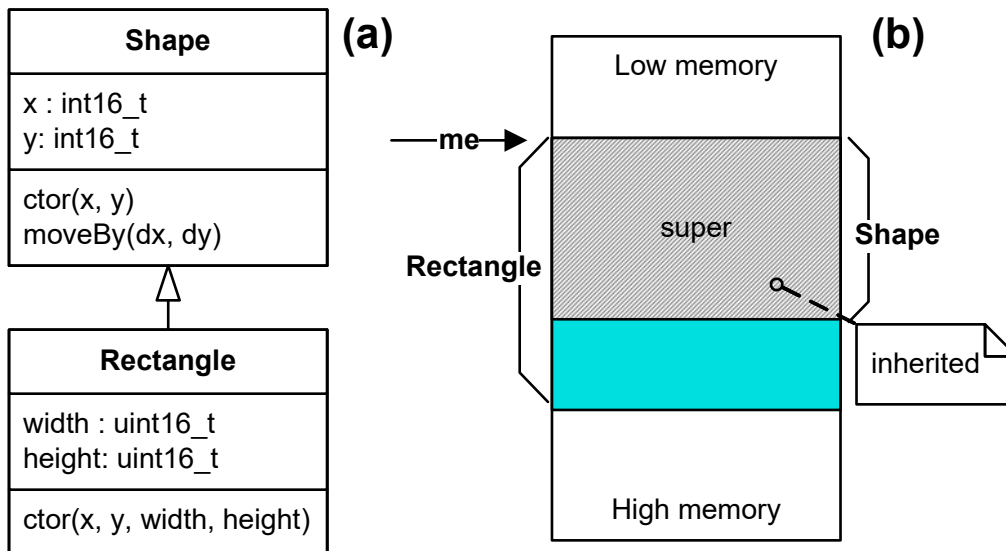 Shape
x : int16_t
y: int16_t
ctor(x, y)
moveBy(dx, dy)
Rectangle
width : uint16_t
height: uint16_t
ctor(x, y, width, height)
(a)
(b)
Low memory
me
super
Rectangle
Shape
inherited
High memory